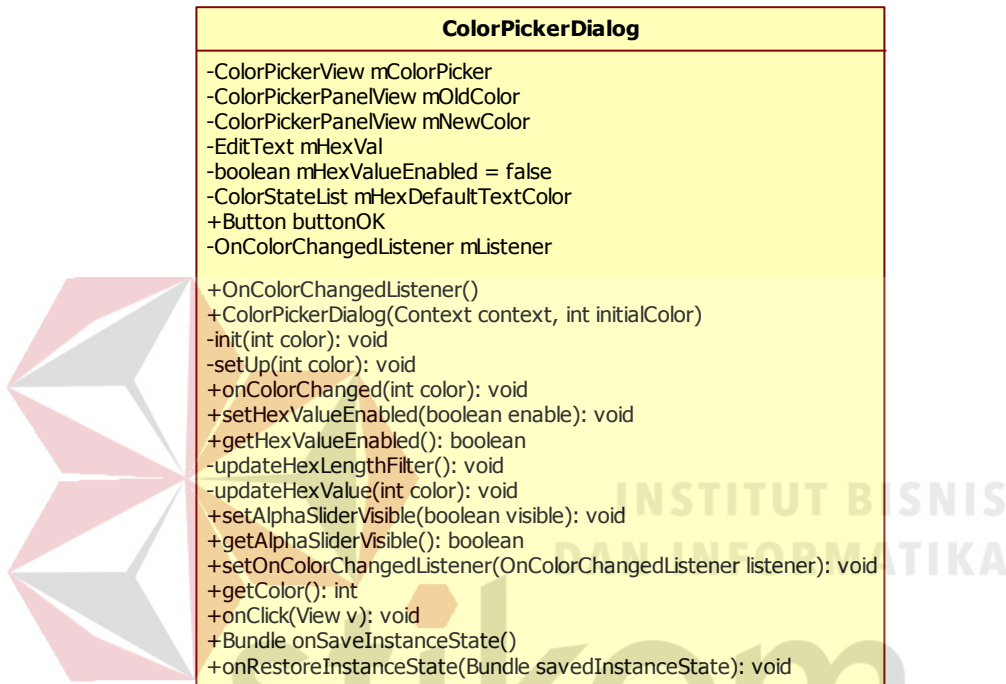 ColorPickerDialog
-ColorPickerView mColorPicker
-ColorPickerPanelView mOldColor
-ColorPickerPanelView mNewColor
-EditText mHexVal
-boolean mHexValueEnabled = false
-ColorStateList mHexDefaultTextColor
+Button buttonOK
-OnColorChangedListener mListener
+OnColorChangedListener()
+ColorPickerDialog(Context context, int initialColor)
-init(int color): void
-setUp(int color): void
+onColorChanged(int color): void
+setHexValueEnabled(boolean enable): void
+getHexValueEnabled(): boolean
-updateHexLengthFilter(): void
-updateHexValue(int color): void
+setAlphaSliderVisible(boolean visible): void
+getAlphaSliderVisible(): boolean
+setOnColorChangedListener(OnColorChangedListener listener): void
+getColor(): int
+onClick(View v): void
+Bundle onSaveInstanceState()
+onRestoreInstanceState(Bundle savedInstanceState): void
INSTITUT BISNIS
DAN INFORMATIKA
stikom